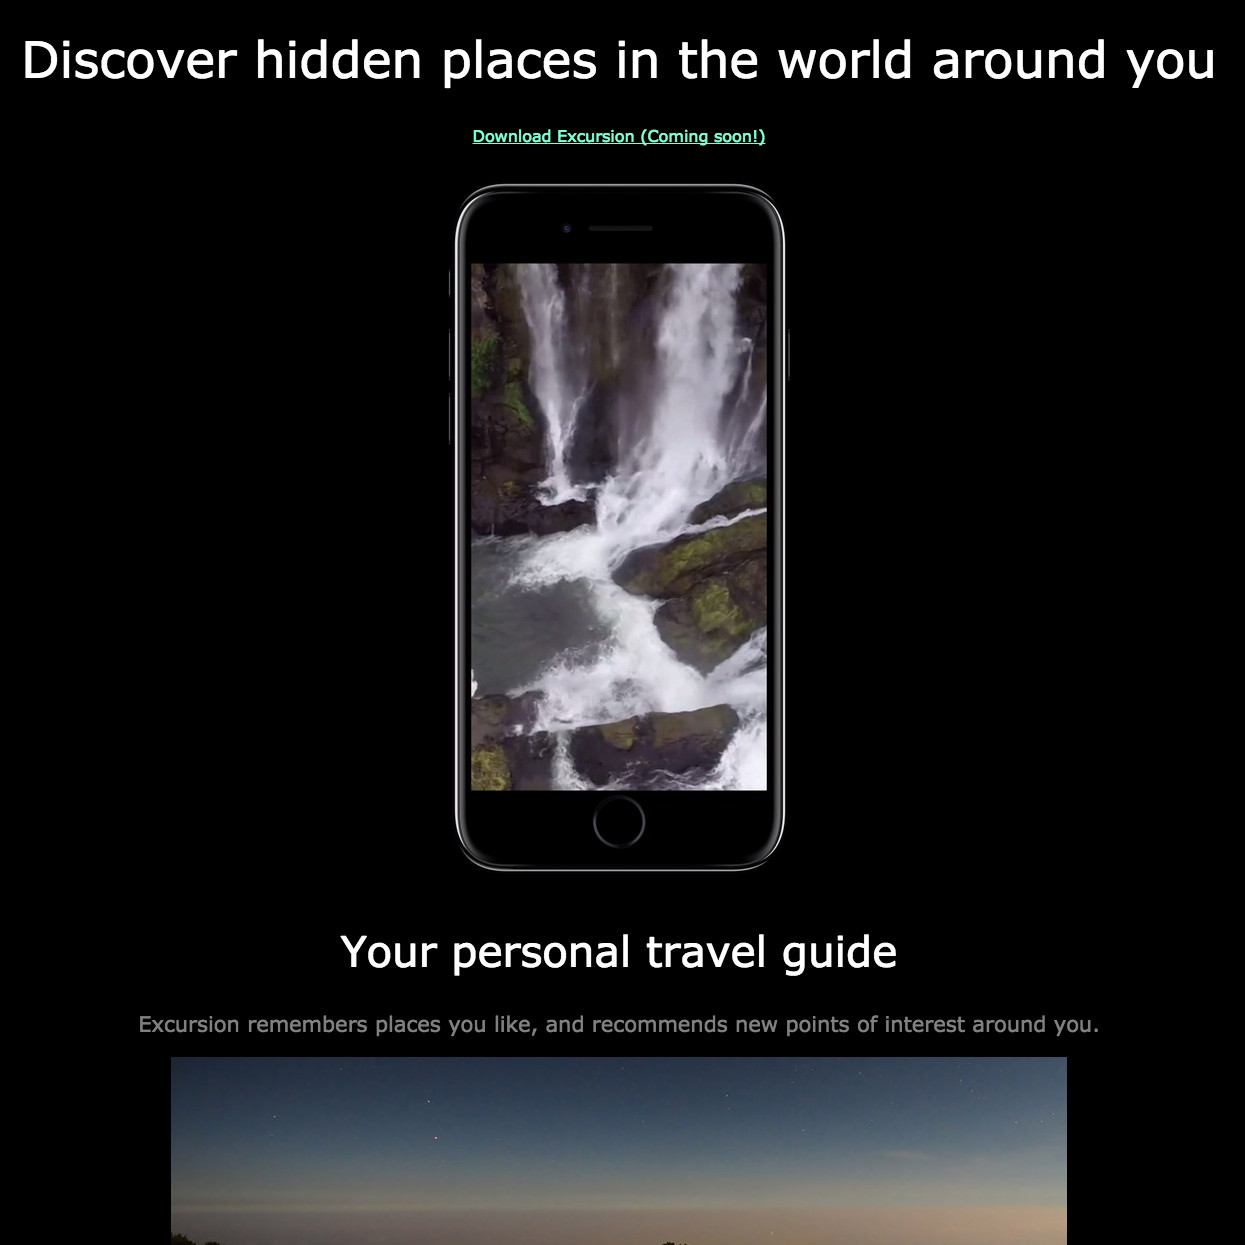 Discover hidden places in the world around you
Download Excursion (Coming soon!)
Your personal travel guide
Excursion remembers places you like, and recommends new points of interest around you.